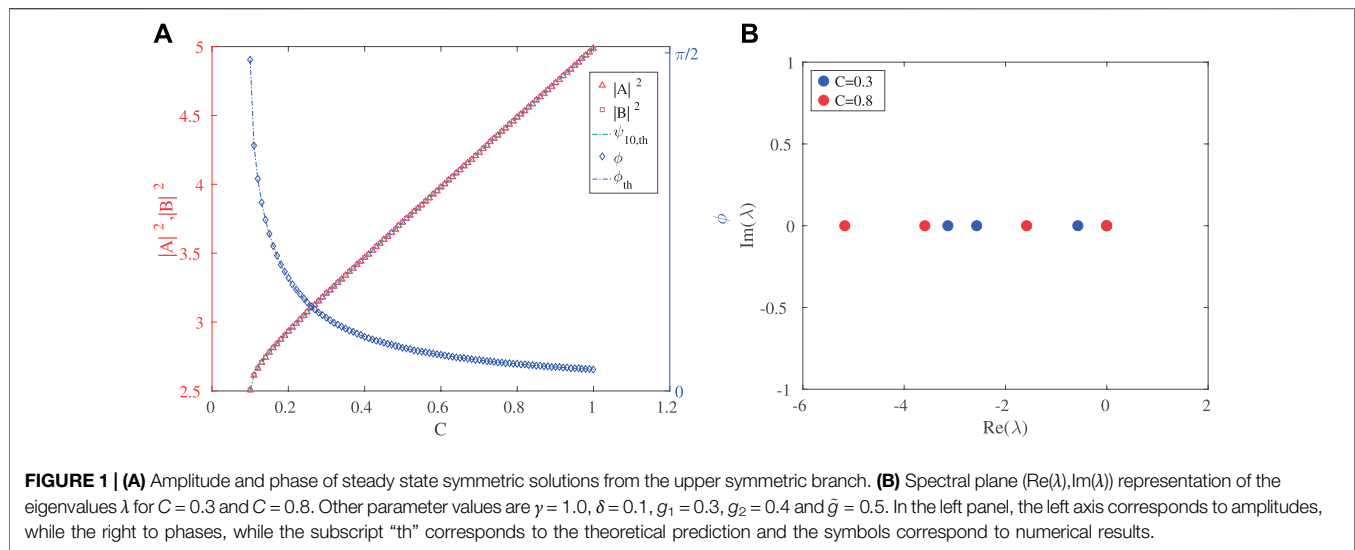 A
5
4.5
4
3.5
3
2.5
|A| ²,|B| ²
0
0.2
0.4
0.6
0.8
1
1.2
C
π/2
0
ϕ
|A| ²
|B| ²
ψ10,th
ϕ
ϕth
B
1
0.5
0
-0.5
-1
Im(λ)
-6
-4
-2
0
2
Re(λ)
C=0.3
C=0.8
FIGURE 1 | (A) Amplitude and phase of steady state symmetric solutions from the upper symmetric branch. (B) Spectral plane (Re(λ),Im(λ)) representation of the
eigenvalues λ for C = 0.3 and C = 0.8. Other parameter values are γ = 1.0, δ = 0.1, g₁ = 0.3, g₂ = 0.4 and g̃ = 0.5. In the left panel, the left axis corresponds to amplitudes,
while the right to phases, while the subscript “th” corresponds to the theoretical prediction and the symbols correspond to numerical results.